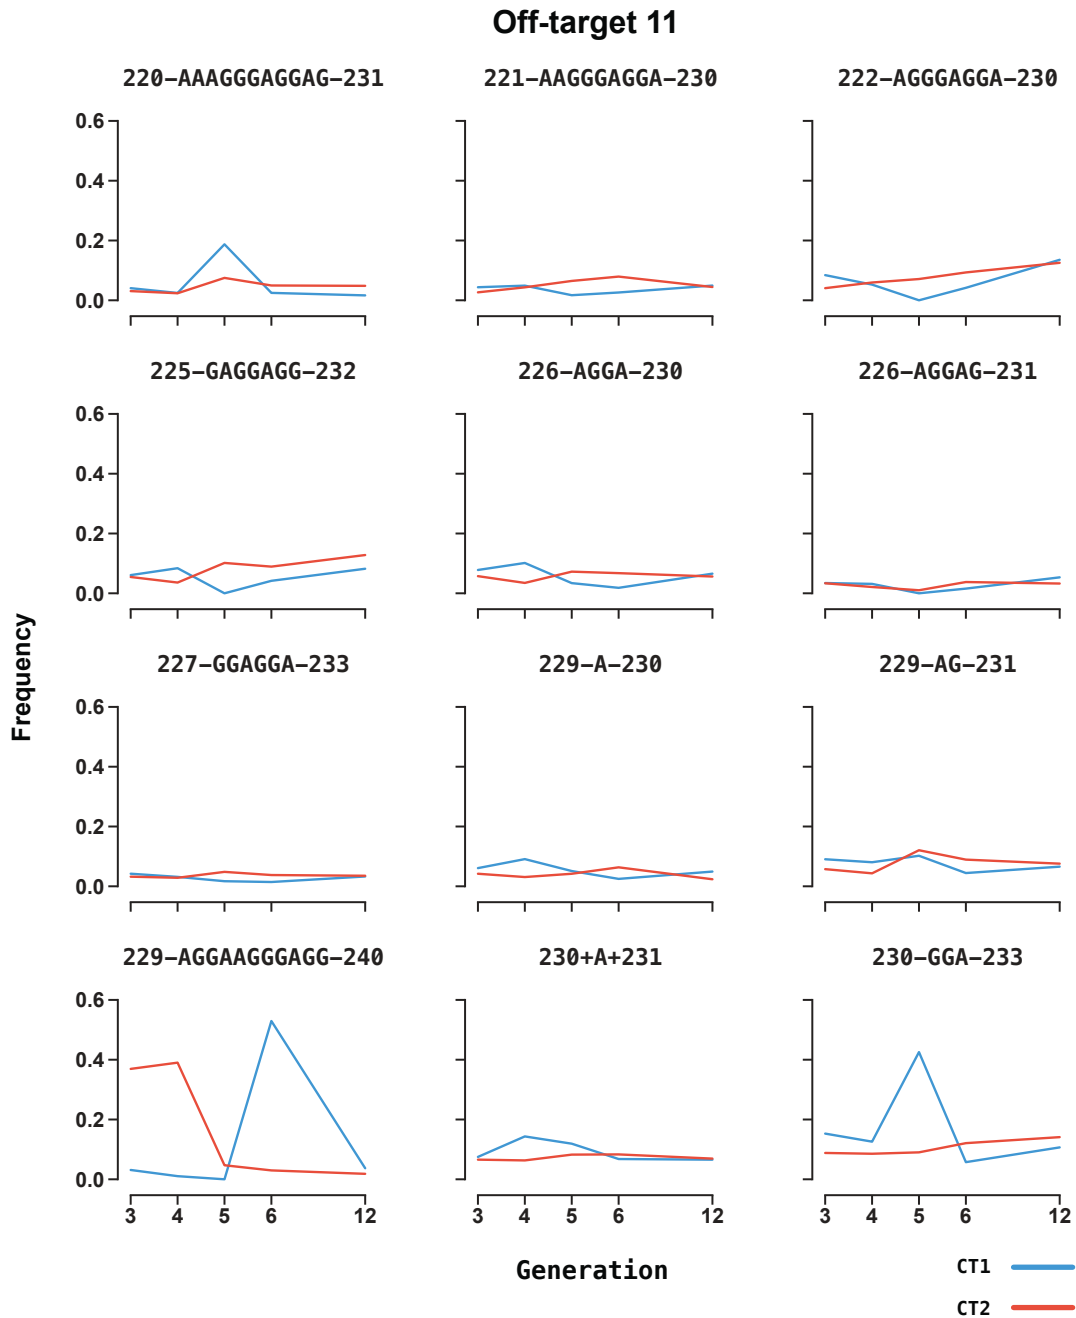 Off-target 11
220−AAAGGGAGGAG−231 221−AAGGGAGGA−230 222−AGGGAGGA−230
0.6
0.4
0.2
0.0
225−GAGGAGG−232 226−AGGA−230 226−AGGAG−231
0.6
0.4
0.2
0.0
Frequency
227−GGAGGA−233 229−A−230 229−AG−231
0.6
0.4
0.2
0.0
229−AGGAAGGGAGG−240 230+A+231 230−GGA−233
0.6
0.4
0.2
0.0
3 4 5 6 12 3 4 5 6 12 3 4 5 6 12
Generation
CT1
CT2